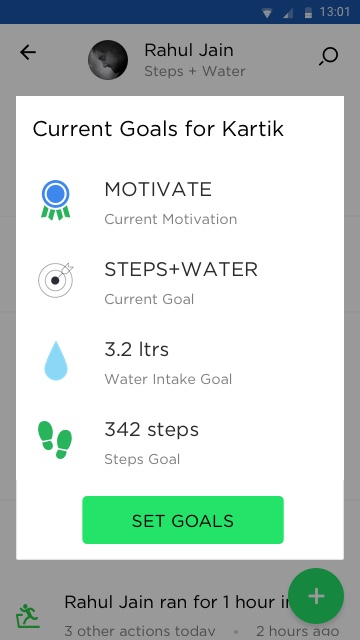 13:01
Rahul Jain
Steps + Water
Current Goals for Kartik
MOTIVATE
Current Motivation
STEPS+WATER
Current Goal
3.2 ltrs
Water Intake Goal
342 steps
Steps Goal
SET GOALS
Rahul Jain ran for 1 hour in
3 other actions today • 2 hours ago